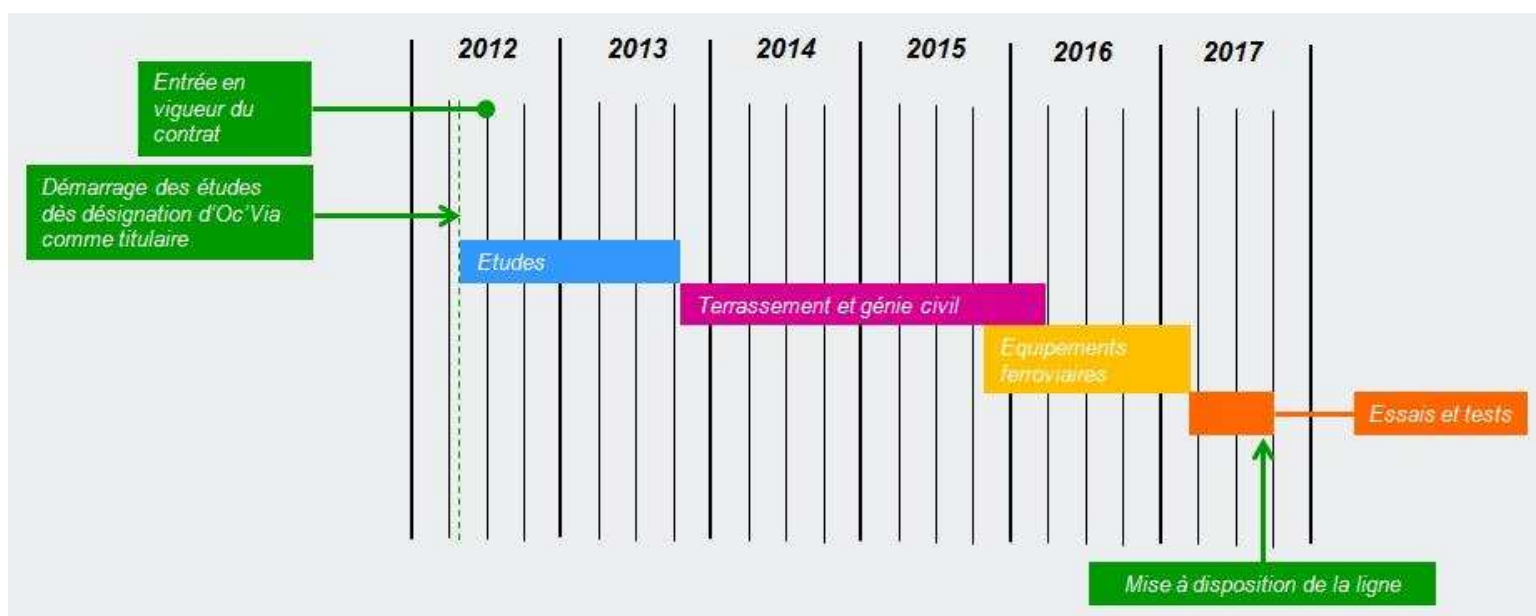 2012 2013 2014 2015 2016 2017
Entrée en
vigueur du
contrat
Démarrage des études
dès désignation d'Oc'Via
comme titulaire
Etudes
Terrassement et génie civil
Equipements
ferroviaires
Essais et tests
Mise à disposition de la ligne